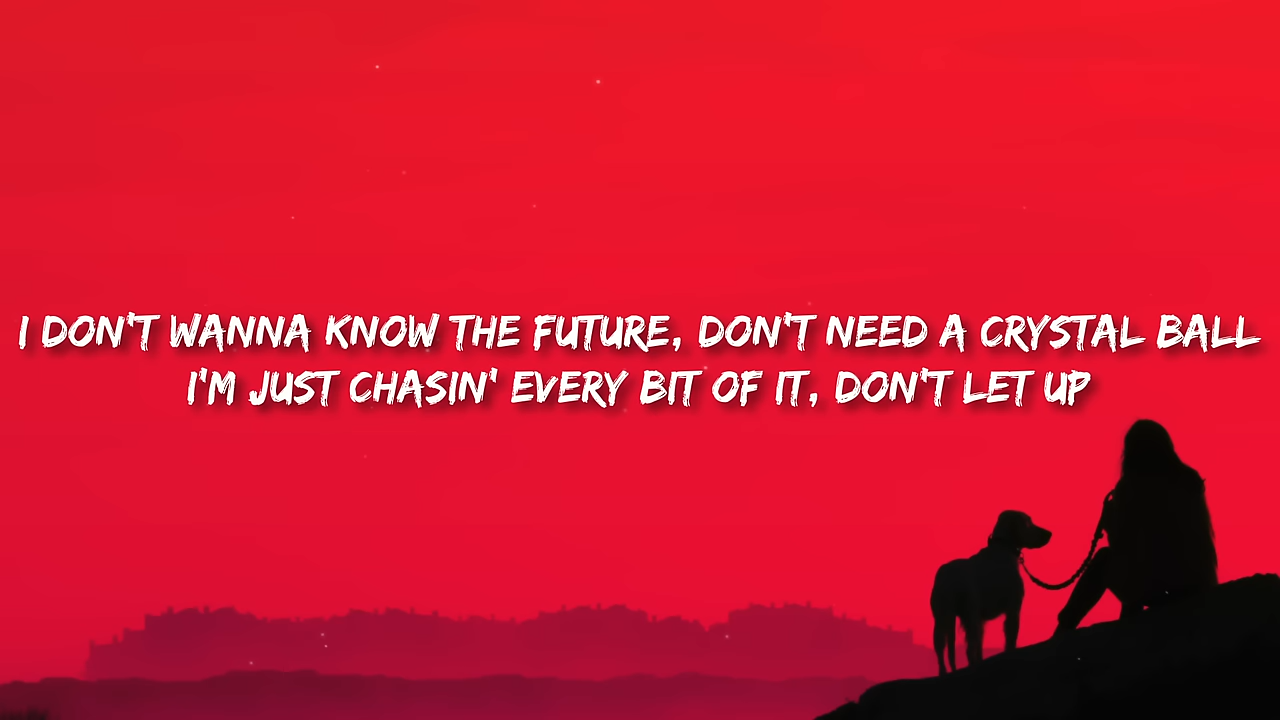 I DON'T WANNA KNOW THE FUTURE, DON'T NEED A CRYSTAL BALL
I'M JUST CHASIN' EVERY BIT OF IT, DON'T LET UP